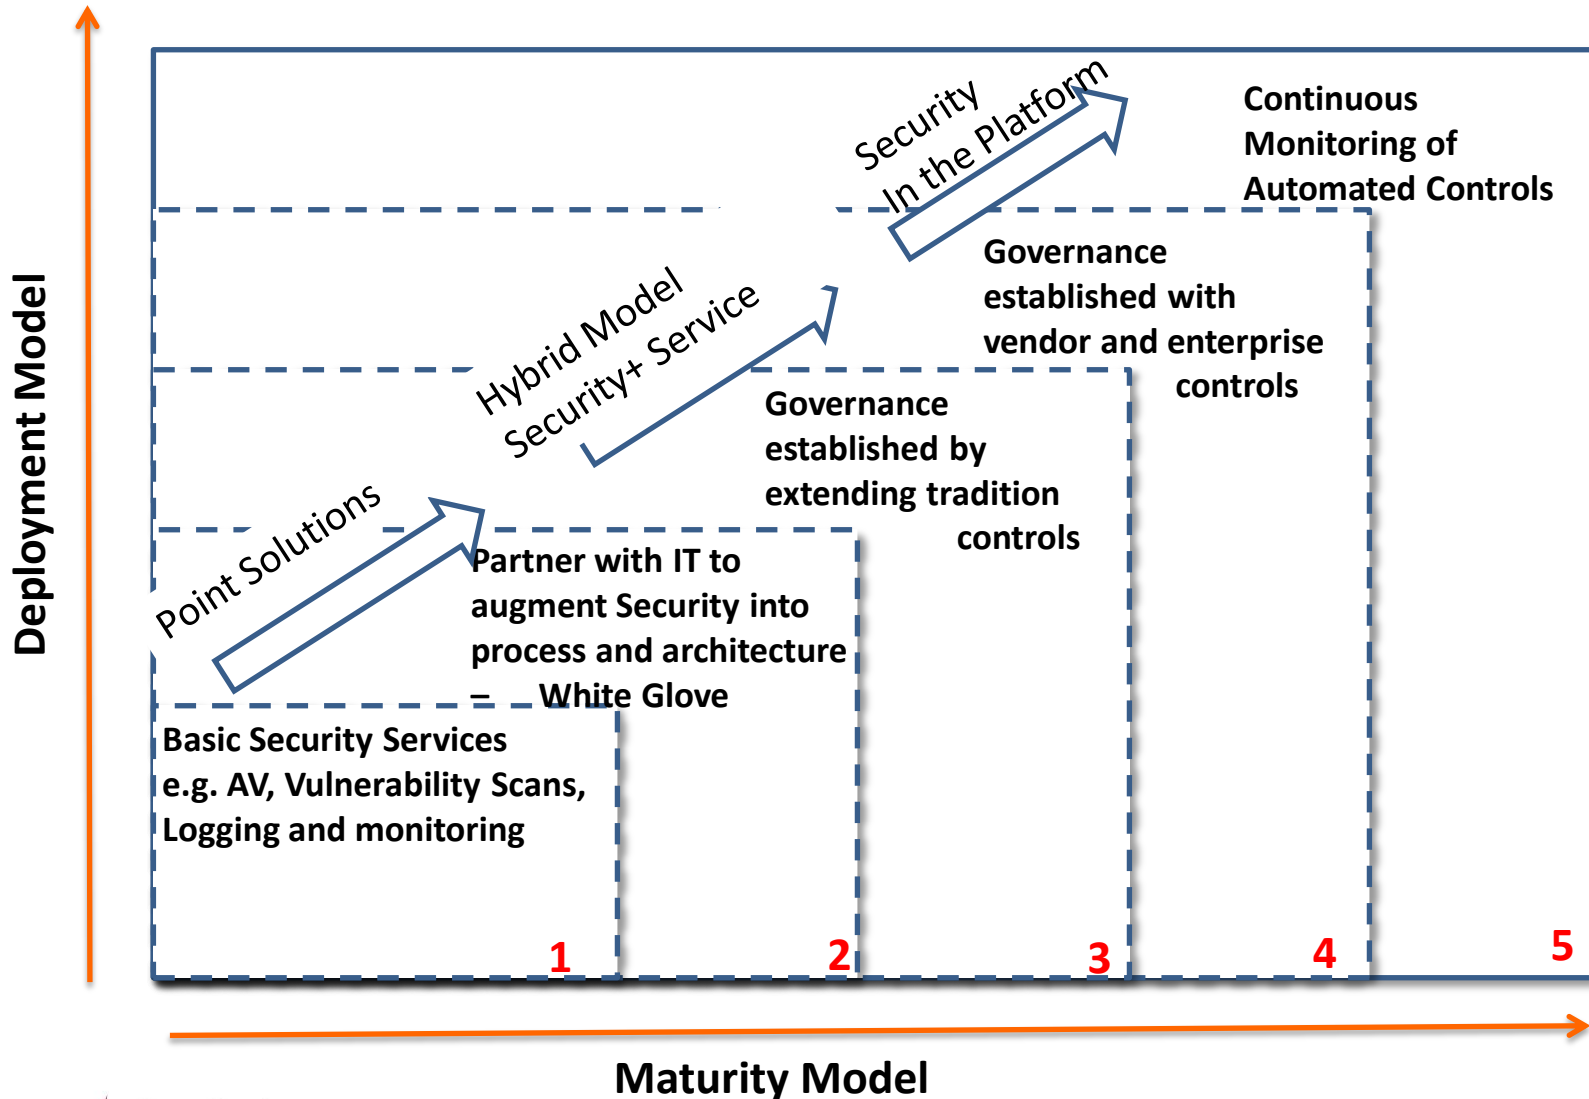 Deployment Model
Security
In the Platform
Continuous
Monitoring of
Automated Controls
Hybrid Model
Security+ Service
Governance
established with
vendor and enterprise
controls
Point Solutions
Governance
established by
extending tradition
controls
Partner with IT to
augment Security into
process and architecture
– White Glove
Basic Security Services
e.g. AV, Vulnerability Scans,
Logging and monitoring
1
2
3
4
5
Maturity Model